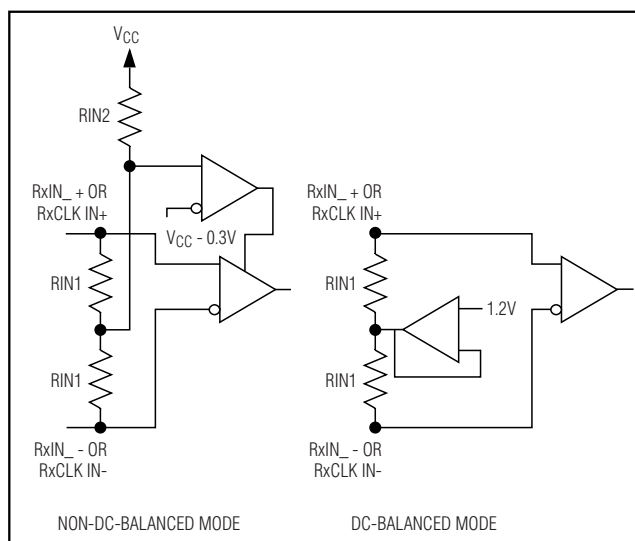 VCC
RIN2
RxIN_ + OR
RxCLK IN+
VCC - 0.3V
RIN1
RIN1
RxIN_ - OR
RxCLK IN-
NON-DC-BALANCED MODE
RxIN_ + OR
RxCLK IN+
RIN1
1.2V
RIN1
RxIN_ - OR
RxCLK IN-
DC-BALANCED MODE